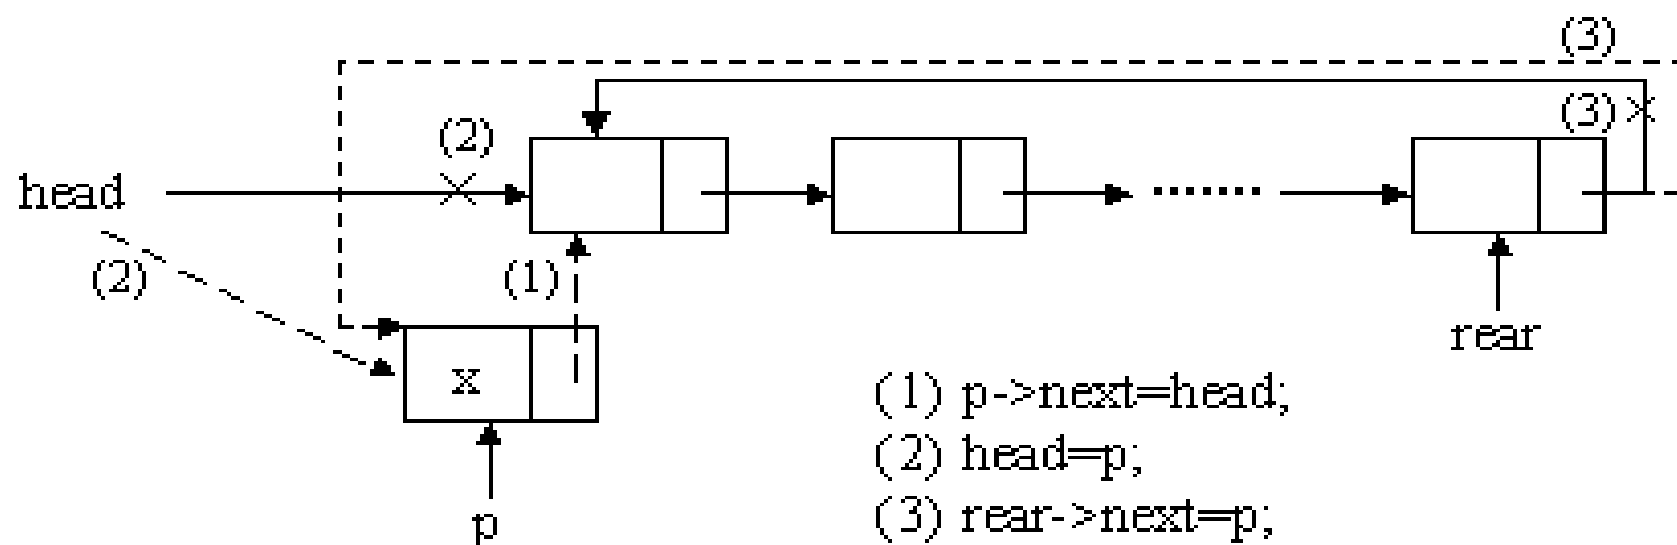 (3)
(3)
(2)
head
(2)
(1)
rear
x
p
(1) p->next=head;
(2) head=p;
(3) rear->next=p;